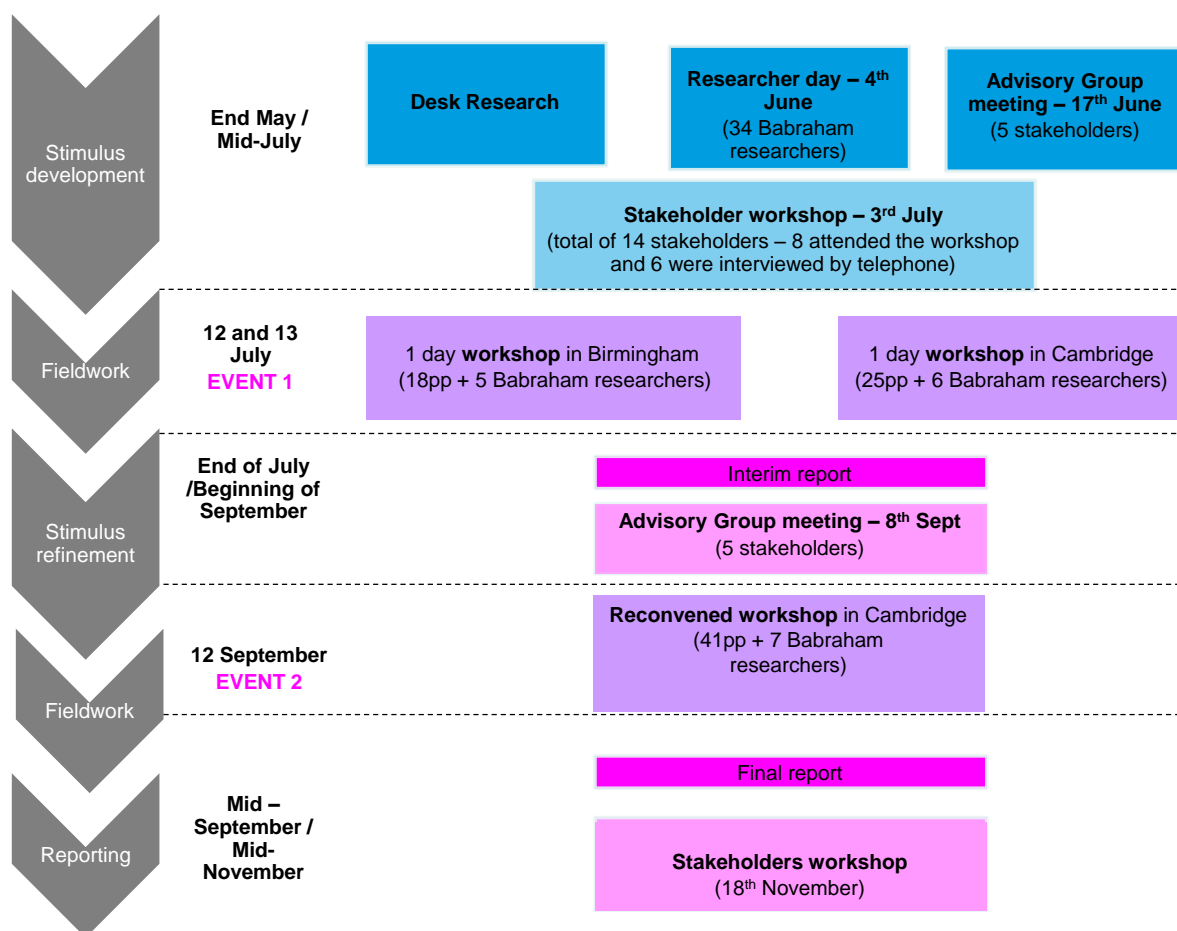 Stimulus
development
End May /
Mid-July
Desk Research
Researcher day – 4th
June
(34 Babraham
researchers)
Advisory Group
meeting – 17th June
(5 stakeholders)
Stakeholder workshop – 3rd July
(total of 14 stakeholders – 8 attended the workshop
and 6 were interviewed by telephone)
Fieldwork
12 and 13
July
EVENT 1
1 day workshop in Birmingham
(18pp + 5 Babraham researchers)
1 day workshop in Cambridge
(25pp + 6 Babraham researchers)
Stimulus
refinement
End of July
/Beginning of
September
Interim report
Advisory Group meeting – 8th Sept
(5 stakeholders)
Fieldwork
12 September
EVENT 2
Reconvened workshop in Cambridge
(41pp + 7 Babraham
researchers)
Reporting
Mid –
September /
Mid-
November
Final report
Stakeholders workshop
(18th November)